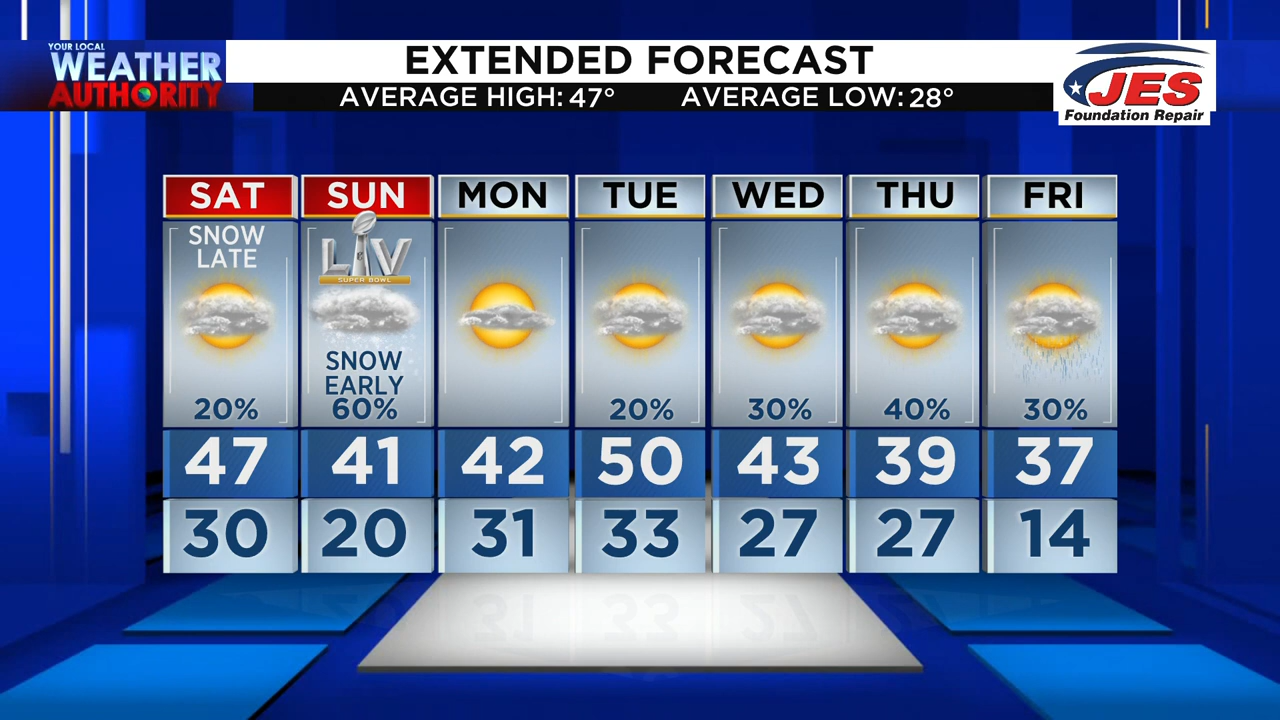 YOUR LOCAL
WEATHER
AUTHORITY
EXTENDED FORECAST
AVERAGE HIGH: 47° AVERAGE LOW: 28°
JES
Foundation Repair
SAT SUN MON TUE WED THU FRI
SNOW
LATE
LIV
SUPER BOWL
SNOW
EARLY
20% 60% 20% 30% 40% 30%
47 41 42 50 43 39 37
30 20 31 33 27 27 14